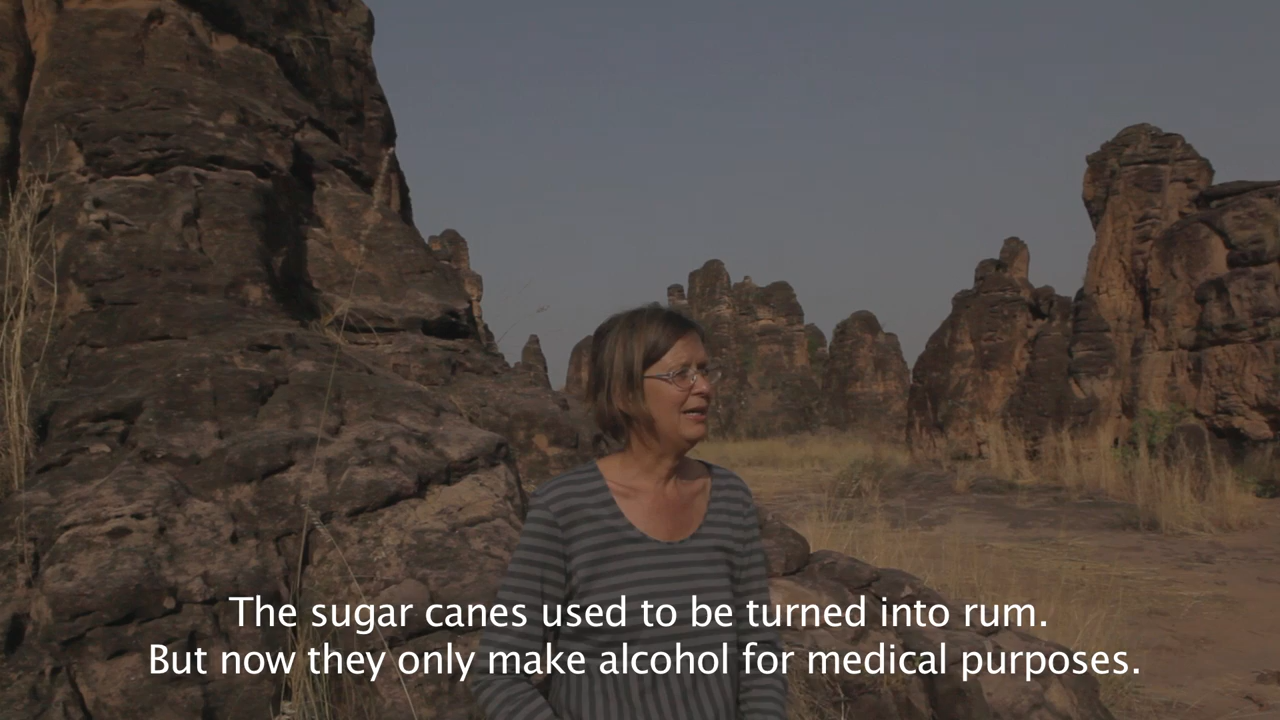 The sugar canes used to be turned into rum.
But now they only make alcohol for medical purposes.